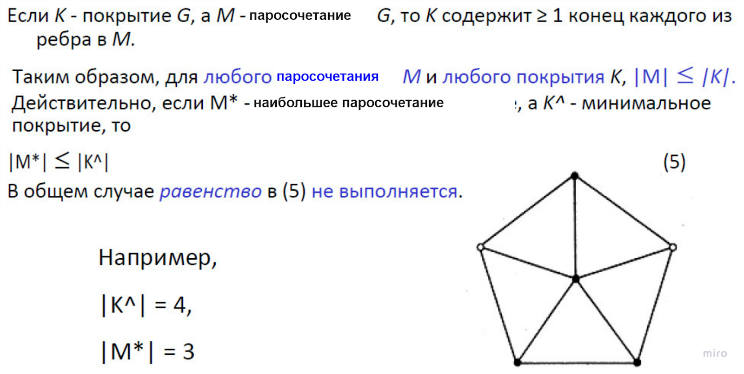 Если K - покрытие G, а M - паросочетание G, то K содержит ≥ 1 конец каждого из
ребра в M.
Таким образом, для любого паросочетания M и любого покрытия K, |M| ≤ |K|.
Действительно, если M* - наибольшее паросочетание , а K^ - минимальное
покрытие, то
|M*| ≤ |K^| (5)
В общем случае равенство в (5) не выполняется.
Например,
|K^| = 4,
|M*| = 3
miro